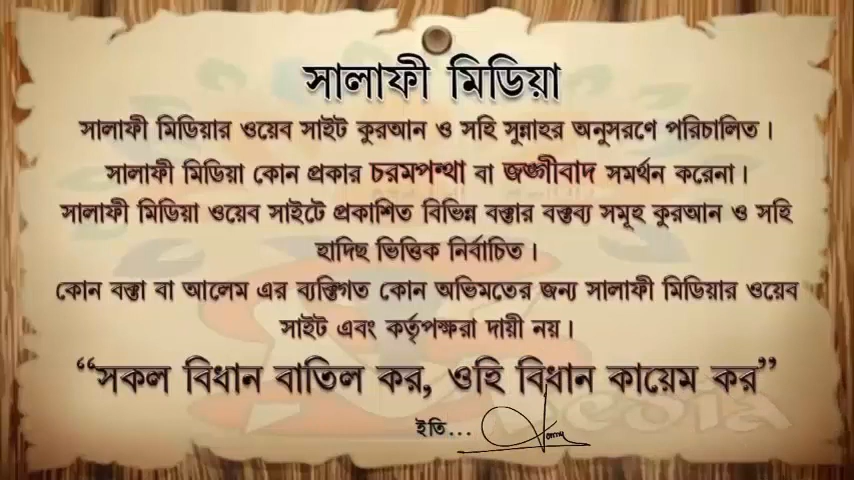 সালাফী মিডিয়া
সালাফী মিডিয়ার ওয়েব সাইট কুরআন ও সহি সুন্নাহর অনুসরণে পরিচালিত।
সালাফী মিডিয়া কোন প্রকার চরমপন্থা বা জঙ্গীবাদ সমর্থন করেনা।
সালাফী মিডিয়া ওয়েব সাইটে প্রকাশিত বিভিন্ন বক্তার বক্তব্য সমূহ কুরআন ও সহি
হাদিছ ভিত্তিক নির্বাচিত।
কোন বক্তা বা আলেম এর ব্যক্তিগত কোন অভিমতের জন্য সালাফী মিডিয়ার ওয়েব
সাইট এবং কর্তৃপক্ষরা দায়ী নয়।
“সকল বিধান বাতিল কর, ওহি বিধান কায়েম কর”
ইতি...